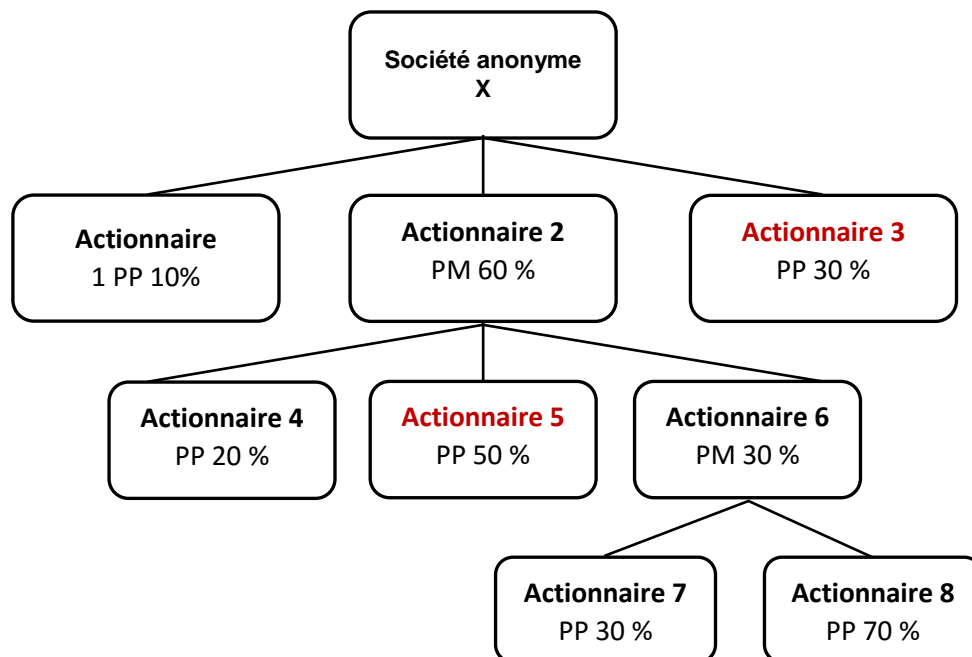 Société anonyme
X
Actionnaire
1 PP 10%
Actionnaire 2
PM 60 %
Actionnaire 3
PP 30 %
Actionnaire 4
PP 20 %
Actionnaire 5
PP 50 %
Actionnaire 6
PM 30 %
Actionnaire 7
PP 30 %
Actionnaire 8
PP 70 %